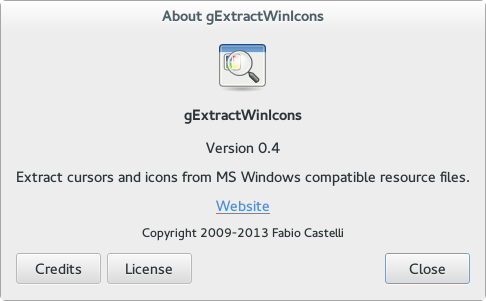 About gExtractWinIcons
gExtractWinIcons
Version 0.4
Extract cursors and icons from MS Windows compatible resource files.
Website
Copyright 2009-2013 Fabio Castelli
Credits
License
Close